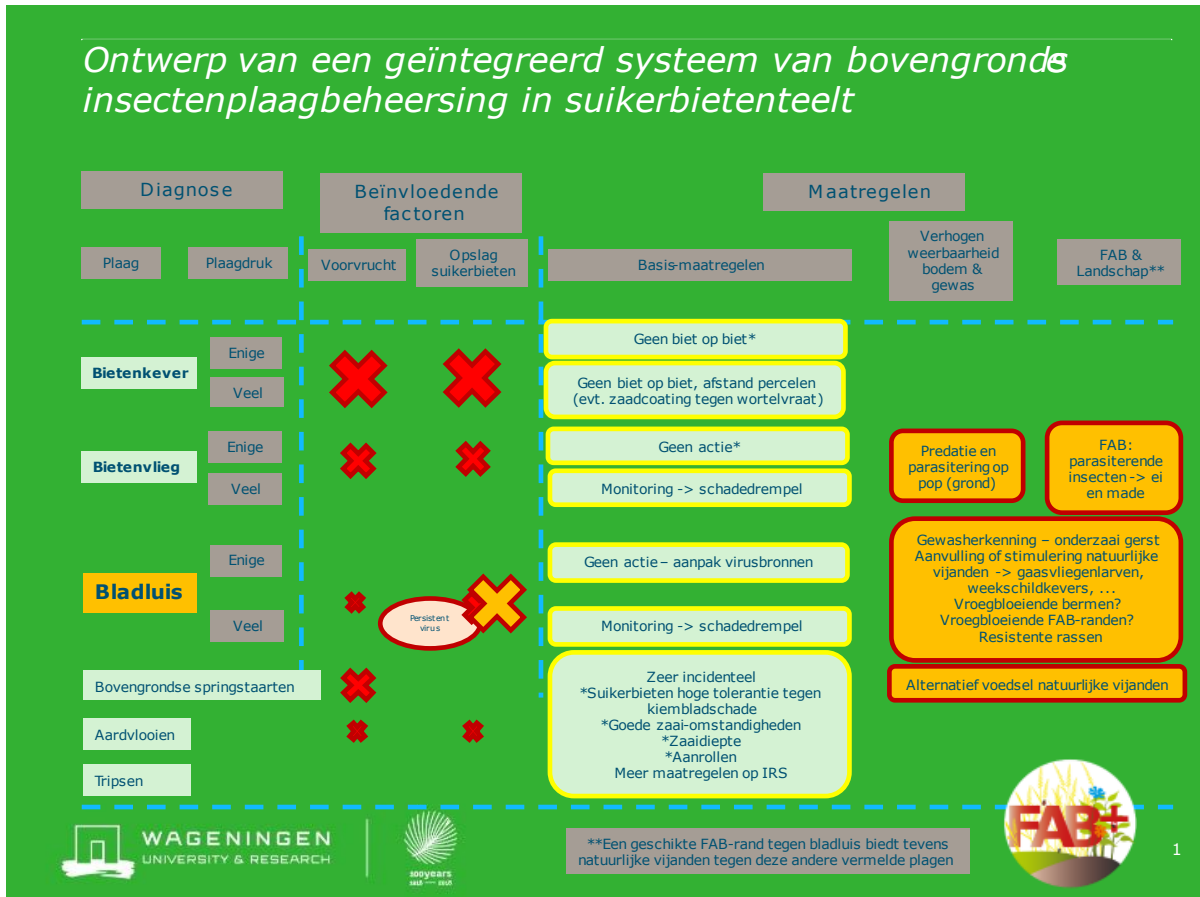 Ontwerp van een geïntegreerd systeem van bovengrondse
insectenplaagbeheersing in suikerbietenteelt
Diagnose
Beïnvloedende
factoren
Maatregelen
Plaag
Plaagdruk
Voorvrucht
Opslag
suikerbieten
Basis-maatregelen
Verhogen
weerbaarheid
bodem &
gewas
FAB &
Landschap**
Bietenkever
Enige
Veel
Geen biet op biet*
Geen biet op biet, afstand percelen
(evt. zaadcoating tegen wortelvraat)
Bietenvlieg
Enige
Veel
Geen actie*
Monitoring -> schadedrempel
Predatie en
parasitering op
pop (grond)
FAB:
parasiterende
insecten -> ei
en made
Bladluis
Enige
Veel
Persistent
virus
Geen actie – aanpak virusbronnen
Monitoring -> schadedrempel
Gewasherkenning – onderzaai gerst
Aanvulling of stimulering natuurlijke
vijanden -> gaasvliegenlarven,
weekschildkevers, ...
Vroegbloeiende bermen?
Vroegbloeiende FAB-randen?
Resistente rassen
Bovengrondse springstaarten
Aardvlooien
Tripsen
Zeer incidenteel
*Suikerbieten hoge tolerantie tegen
kiembladschade
*Goede zaai-omstandigheden
*Zaaidiepte
*Aanrollen
Meer maatregelen op IRS
Alternatief voedsel natuurlijke vijanden
WAGENINGEN
UNIVERSITY & RESEARCH
100years
1918 — 2018
**Een geschikte FAB-rand tegen bladluis biedt tevens
natuurlijke vijanden tegen deze andere vermelde plagen
FAB+
1